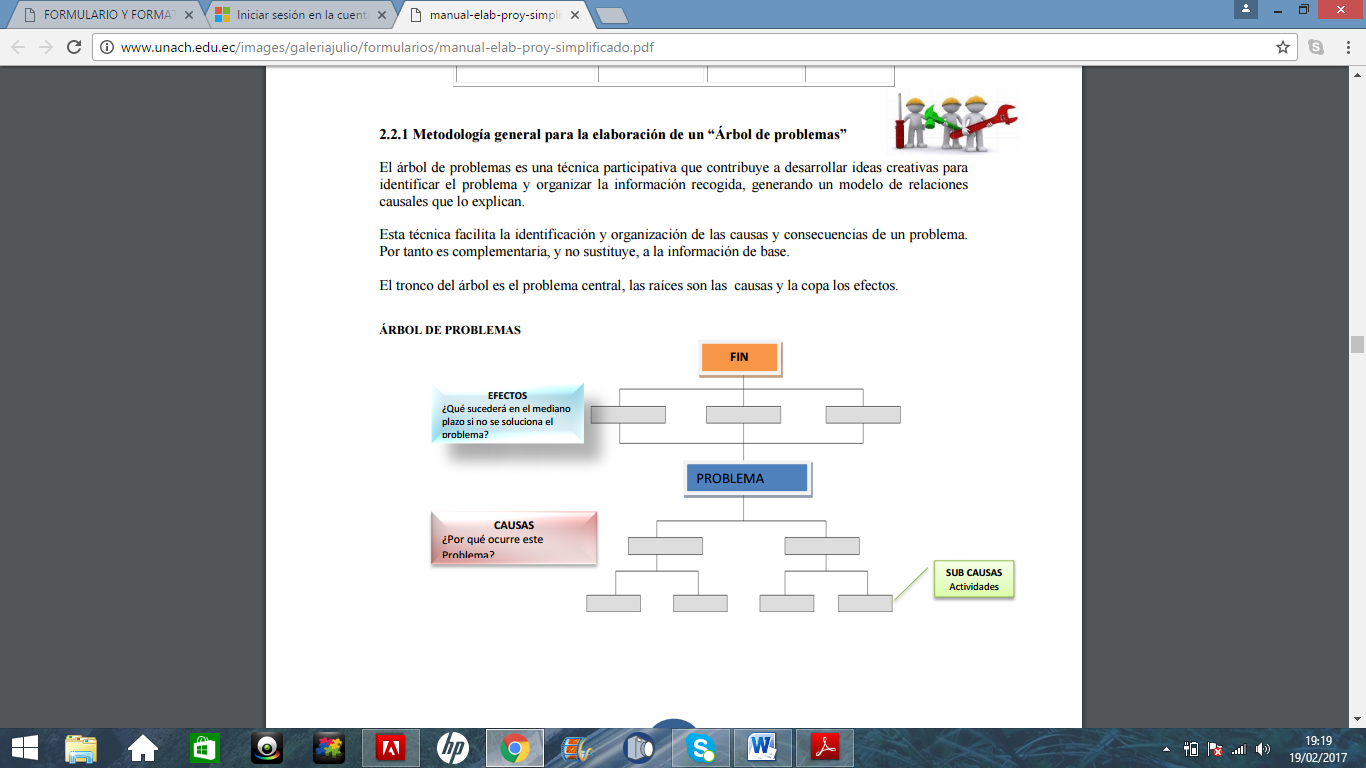 FORMULARIO Y FORMAT
Iniciar sesión en la cuent
manual-elab-proy-simpli
www.unach.edu.ec/images/galeriajulio/formularios/manual-elab-proy-simplificado.pdf
2.2.1 Metodología general para la elaboración de un “Árbol de problemas”
El árbol de problemas es una técnica participativa que contribuye a desarrollar ideas creativas para
identificar el problema y organizar la información recogida, generando un modelo de relaciones
causales que lo explican.
Esta técnica facilita la identificación y organización de las causas y consecuencias de un problema.
Por tanto es complementaria, y no sustituye, a la información de base.
El tronco del árbol es el problema central, las raíces son las causas y la copa los efectos.
ÁRBOL DE PROBLEMAS
FIN
EFECTOS
¿Qué sucederá en el mediano
plazo si no se soluciona el
problema?
PROBLEMA
CAUSAS
¿Por qué ocurre este
Problema?
SUB CAUSAS
Actividades
hp
19:19
19/02/2017